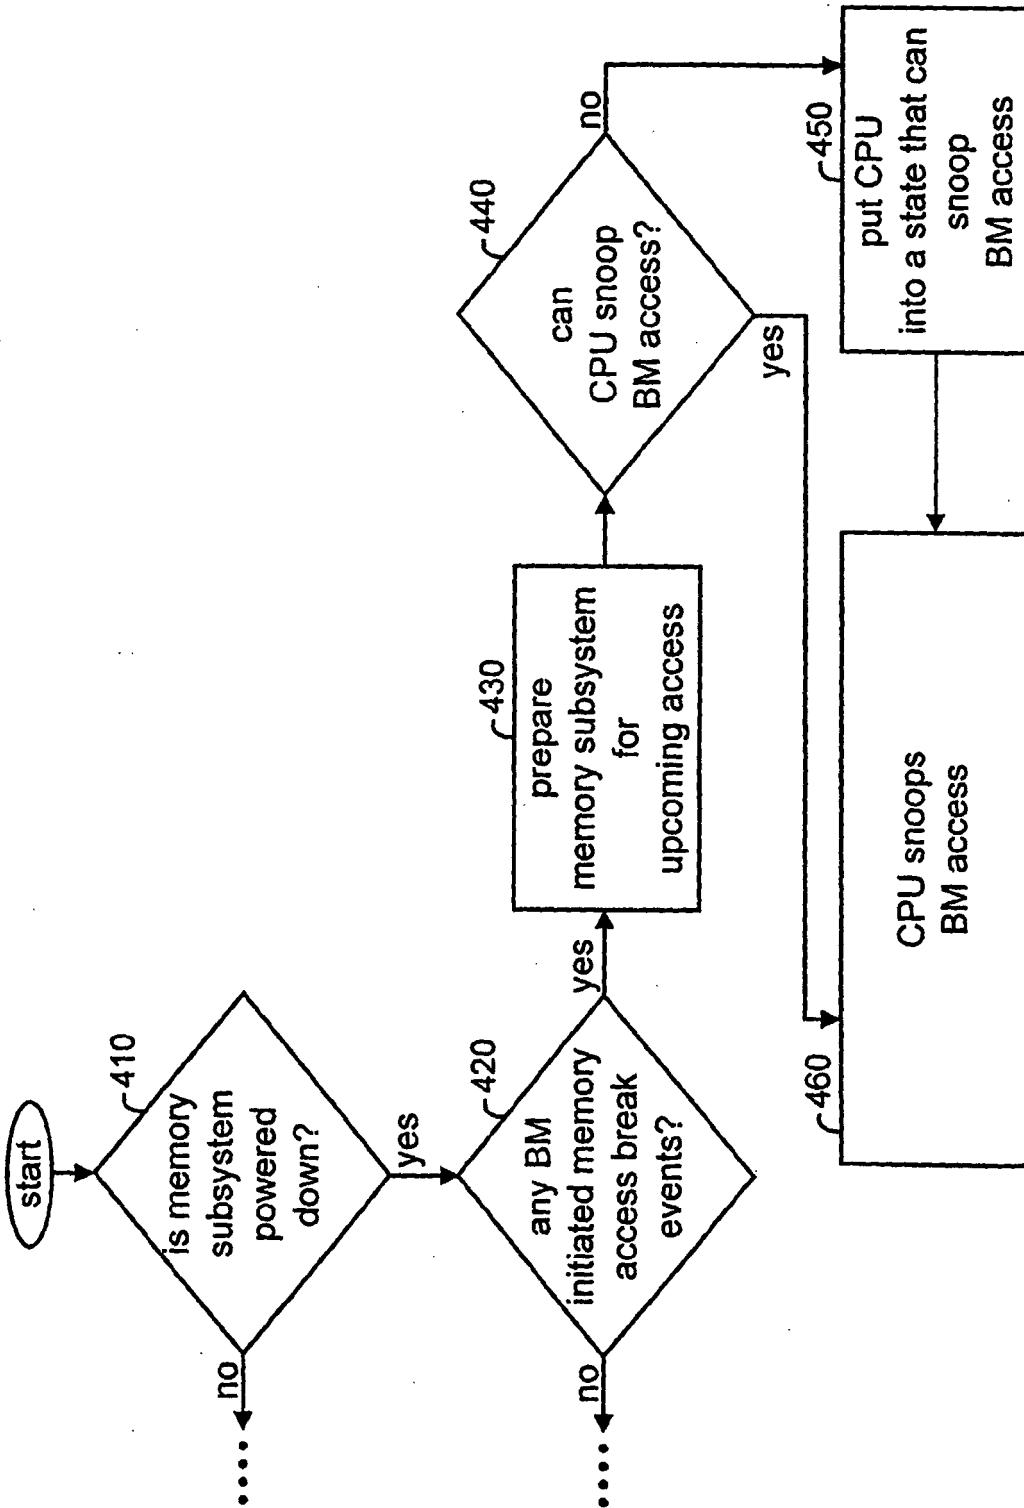 start
410
is memory
subsystem
powered
down?
no
....
yes
420
any BM
initiated memory
access break
events?
no
....
yes
430
prepare
memory subsystem
for
upcoming access
440
can
CPU snoop
BM access?
no
yes
450
put CPU
into a state that can
snoop
BM access
460
CPU snoops
BM access